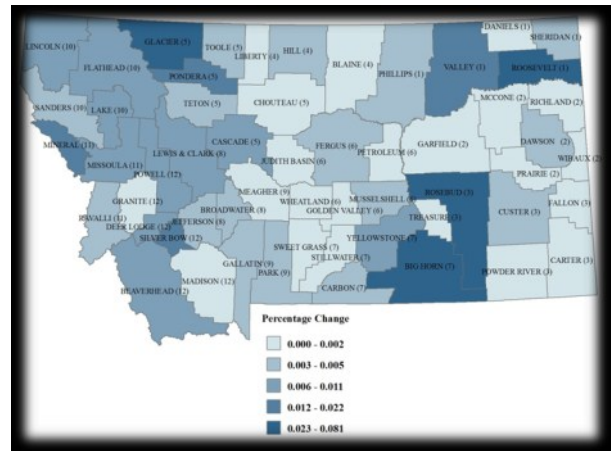 DANIELS (1)
SHERIDAN (1)
LINCOLN (10)
GLACIER (5)
TOOLE (5)
LIBERTY (4)
HILL (4)
BLAINE (4)
PHILLIPS (1)
VALLEY (1)
ROOSEVELT (1)
FLATHEAD (10)
PONDERA (5)
RICHLAND (2)
MCCONE (2)
SANDERS (10)
LAKE (10)
TETON (5)
CHOUTEAU (5)
GARFIELD (2)
DAWSON (2)
WIBAUX (2)
MINERAL (11)
MISSOULA (11)
LEWIS & CLARK (8)
CASCADE (5)
JUDITH BASIN (6)
FERGUS (6)
PETROLEUM (6)
PRAIRIE (2)
POWELL (12)
MEAGHER (9)
WHEATLAND (6)
GOLDEN VALLEY (6)
MUSSELSHELL
ROSEBUD (3)
TREASURE (3)
CUSTER (3)
FALLON (3)
GRANITE (12)
RAVALLI (11)
DEER LODGE (12)
SILVER BOW (12)
JEFFERSON (8)
BROADWATER (8)
GALLATIN (9)
PARK (9)
SWEET GRASS (7)
STILLWATER (7)
YELLOWSTONE (7)
BIG HORN (7)
POWDER RIVER (3)
CARTER (3)
BEAVERHEAD (12)
MADISON (12)
CARBON (7)
Percentage Change
0.000 - 0.002
0.003 - 0.005
0.006 - 0.011
0.012 - 0.022
0.023 - 0.081